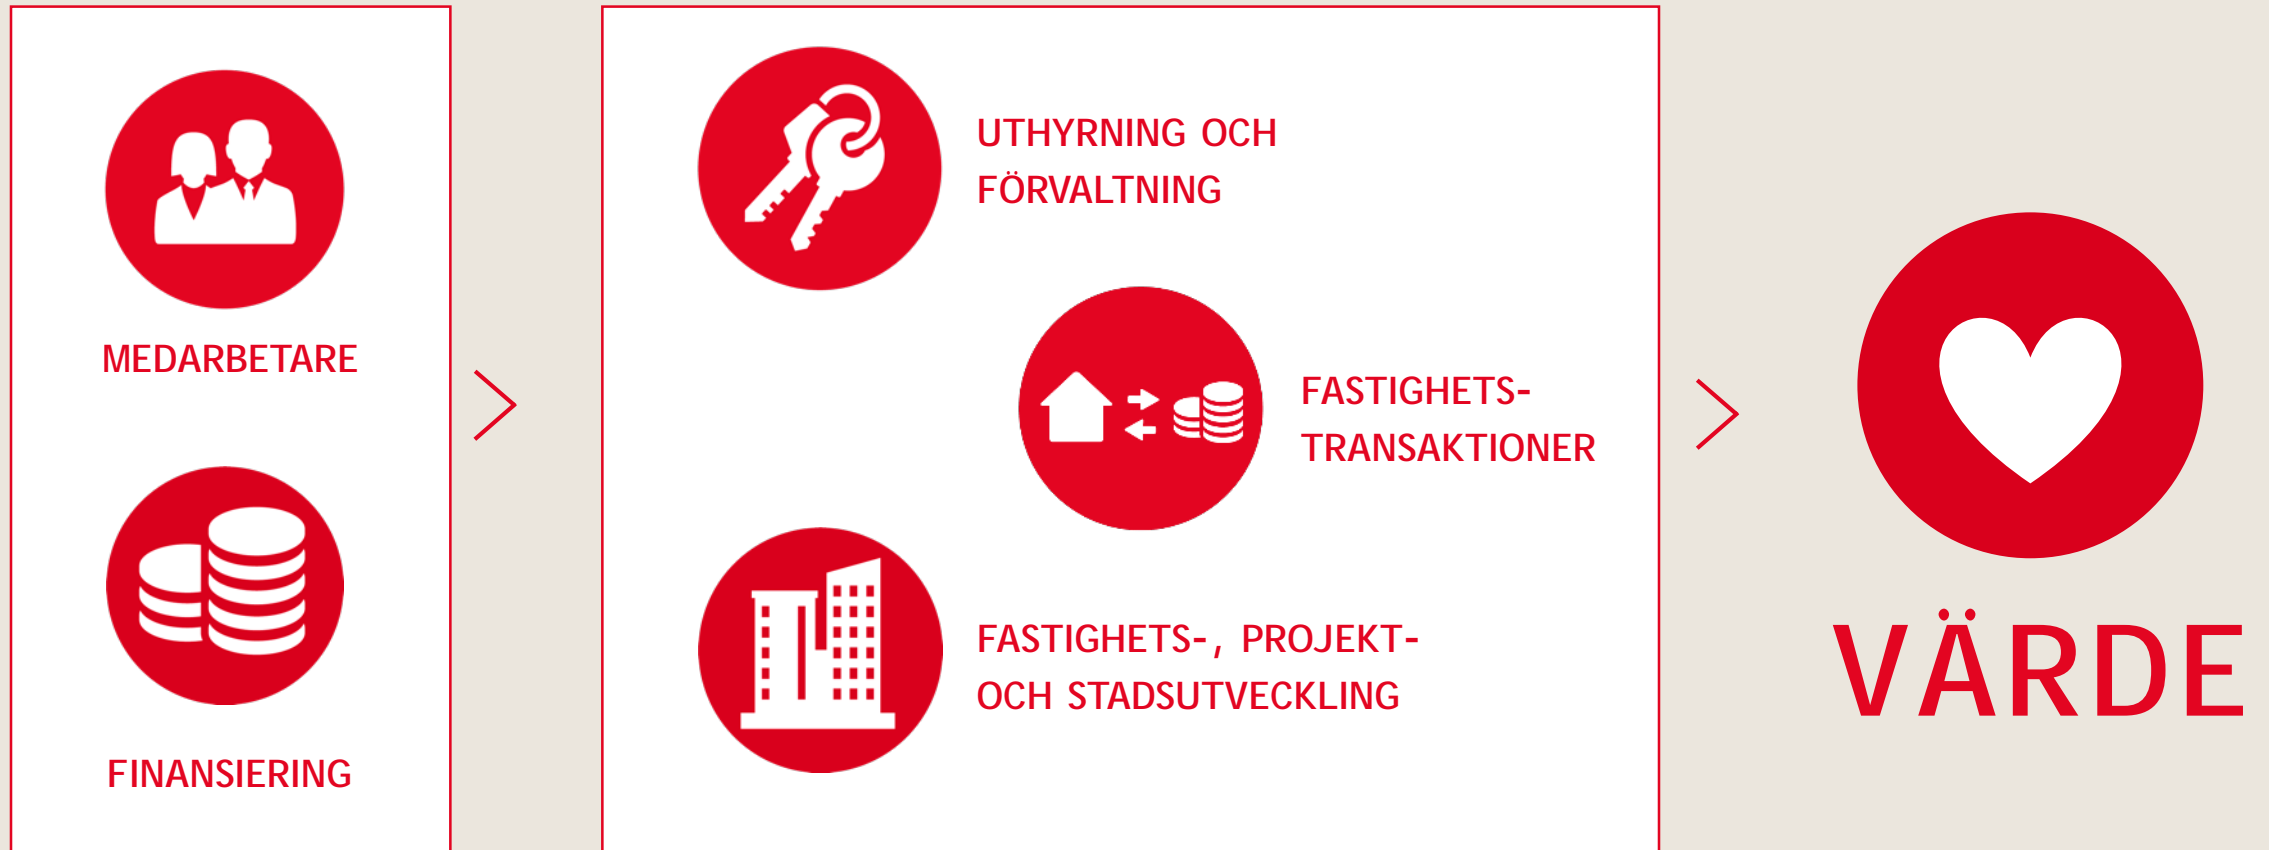 MEDARBETARE
FINANSIERING
UTHYRNING OCH
FÖRVALTNING
FASTIGHETS-
TRANSAKTIONER
FASTIGHETS-, PROJEKT-
OCH STADSUTVECKLING
VÄRDE